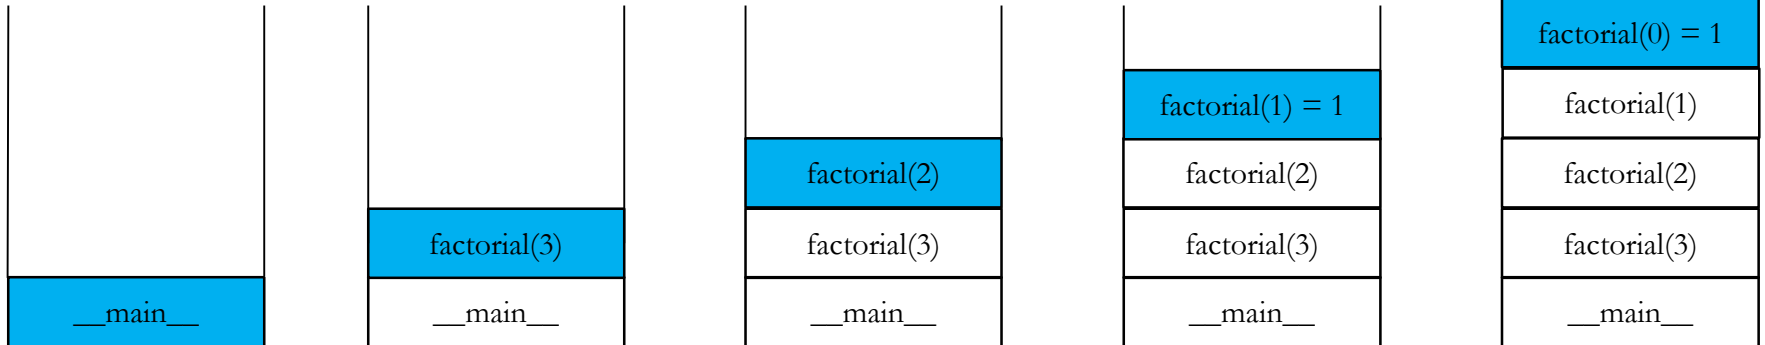 __main__
factorial(3)
__main__
factorial(2)
factorial(3)
__main__
factorial(1) = 1
factorial(2)
factorial(3)
__main__
factorial(0) = 1
factorial(1)
factorial(2)
factorial(3)
__main__